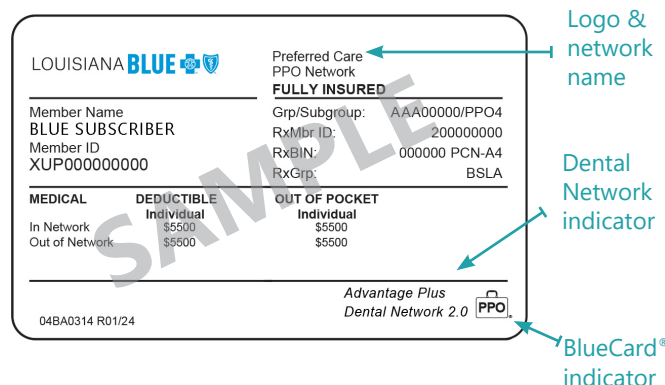 LOUISIANA BLUE
Preferred Care
PPO Network
FULLY INSURED
Member Name
BLUE SUBSCRIBER
Member ID
XUP000000000
Grp/Subgroup: AAA00000/PPO4
RxMbr ID: 200000000
RxBIN: 000000 PCN-A4
RxGrp: BSLA
MEDICAL DEDUCTIBLE OUT OF POCKET
Individual Individual
In Network $5500 $5500
Out of Network $5500 $5500
SAMPLE
Advantage Plus
Dental Network 2.0
PPO®
04BA0314 R01/24
Logo &
network
name
Dental
Network
indicator
BlueCard®
indicator